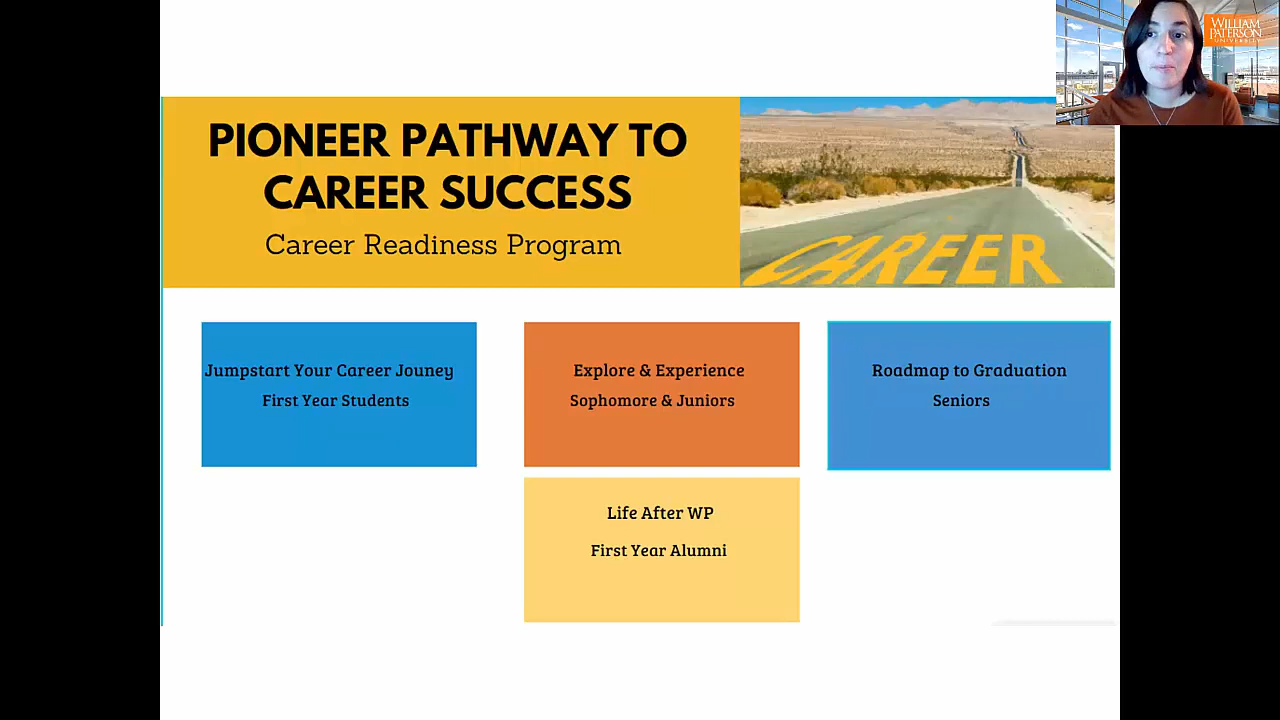 WILLIAM
PATERSON
UNIVERSITY
PIONEER PATHWAY TO
CAREER SUCCESS
Career Readiness Program
CAREER
Jumpstart Your Career Jouney
First Year Students
Explore & Experience
Sophomore & Juniors
Roadmap to Graduation
Seniors
Life After WP
First Year Alumni